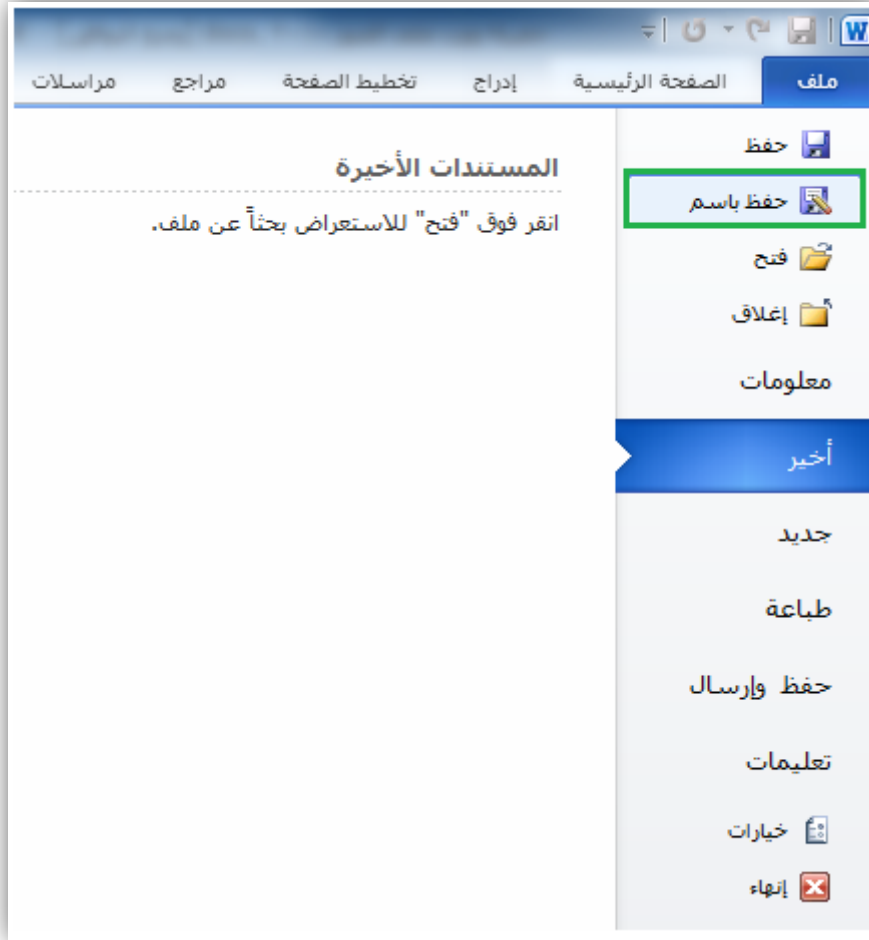 W
ملف الصفحة الرئيسية إدراج تخطيط الصفحة مراجع مراسلات
حفظ
حفظ باسم
فتح
إغلاق
معلومات
أخير
جديد
طباعة
حفظ وإرسال
تعليمات
خيارات
إنهاء
المستندات الأخيرة
انقر فوق "فتح" للاستعراض بحثاً عن ملف.